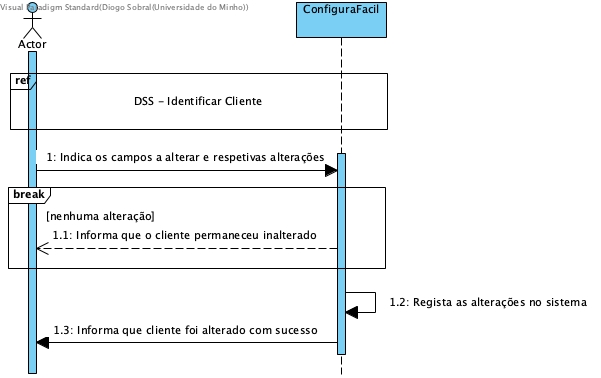 Visual Paradigm Standard(Diogo Sobral(Universidade do Minho))
ConfiguraFacil
Actor
ref
DSS - Identificar Cliente
1: Indica os campos a alterar e respetivas alterações
break
[nenhuma alteração]
1.1: Informa que o cliente permaneceu inalterado
1.2: Regista as alterações no sistema
1.3: Informa que cliente foi alterado com sucesso